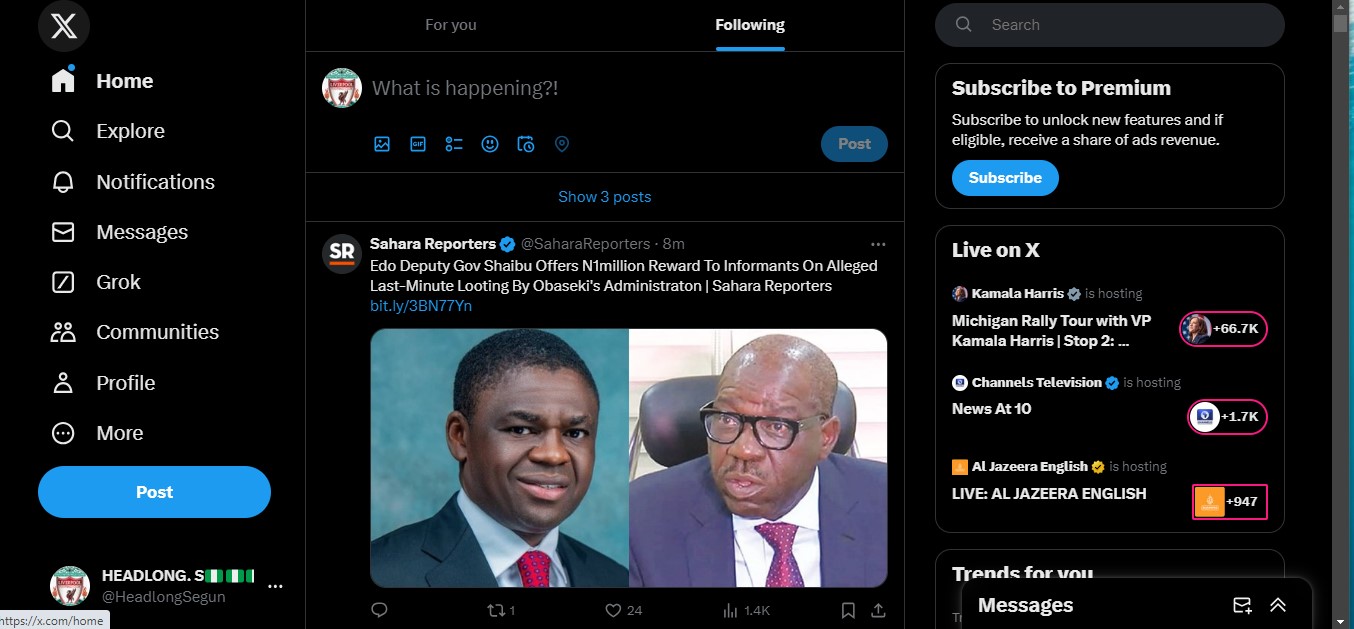 Home
Explore
Notifications
Messages
Grok
Communities
Profile
More
Post
HEADLONG. S
@HeadlongSegun
https://x.com/home
For you
Following
What is happening?!
GIF
Post
Show 3 posts
SR
Sahara Reporters @SaharaReporters · 8m
Edo Deputy Gov Shaibu Offers N1million Reward To Informants On Alleged
Last-Minute Looting By Obaseki's Administraton | Sahara Reporters
bit.ly/3BN77Yn
1
24
1.4K
Search
Subscribe to Premium
Subscribe to unlock new features and if
eligible, receive a share of ads revenue.
Subscribe
Live on X
Kamala Harris is hosting
Michigan Rally Tour with VP
Kamala Harris | Stop 2: ...
+66.7K
Channels Television is hosting
News At 10
+1.7K
Al Jazeera English is hosting
LIVE: AL JAZEERA ENGLISH
+947
Trends for you
Messages